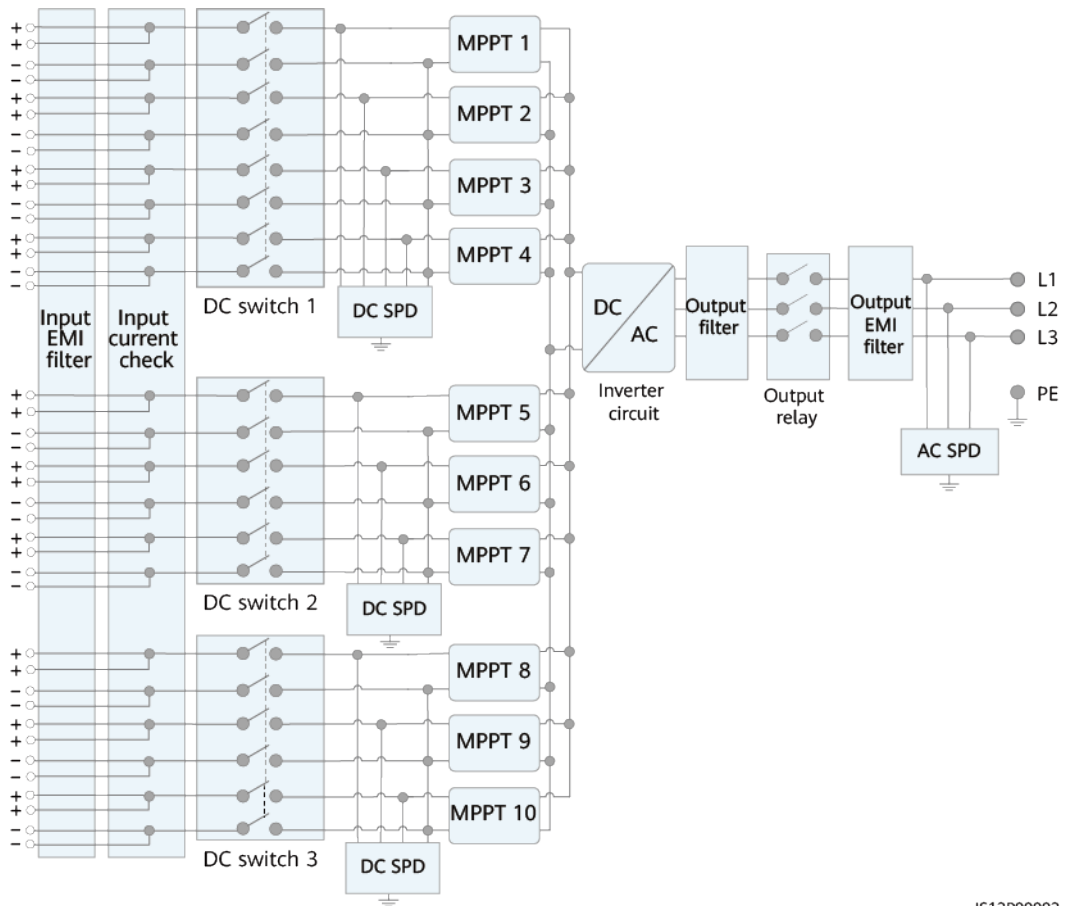 MPPT 1
MPPT 2
MPPT 3
MPPT 4
DC switch 1
DC SPD
Input
EMI
filter
Input
current
check
DC
AC
Inverter
circuit
Output
filter
Output
relay
Output
EMI
filter
L1
L2
L3
PE
AC SPD
MPPT 5
MPPT 6
MPPT 7
DC switch 2
DC SPD
MPPT 8
MPPT 9
MPPT 10
DC switch 3
DC SPD